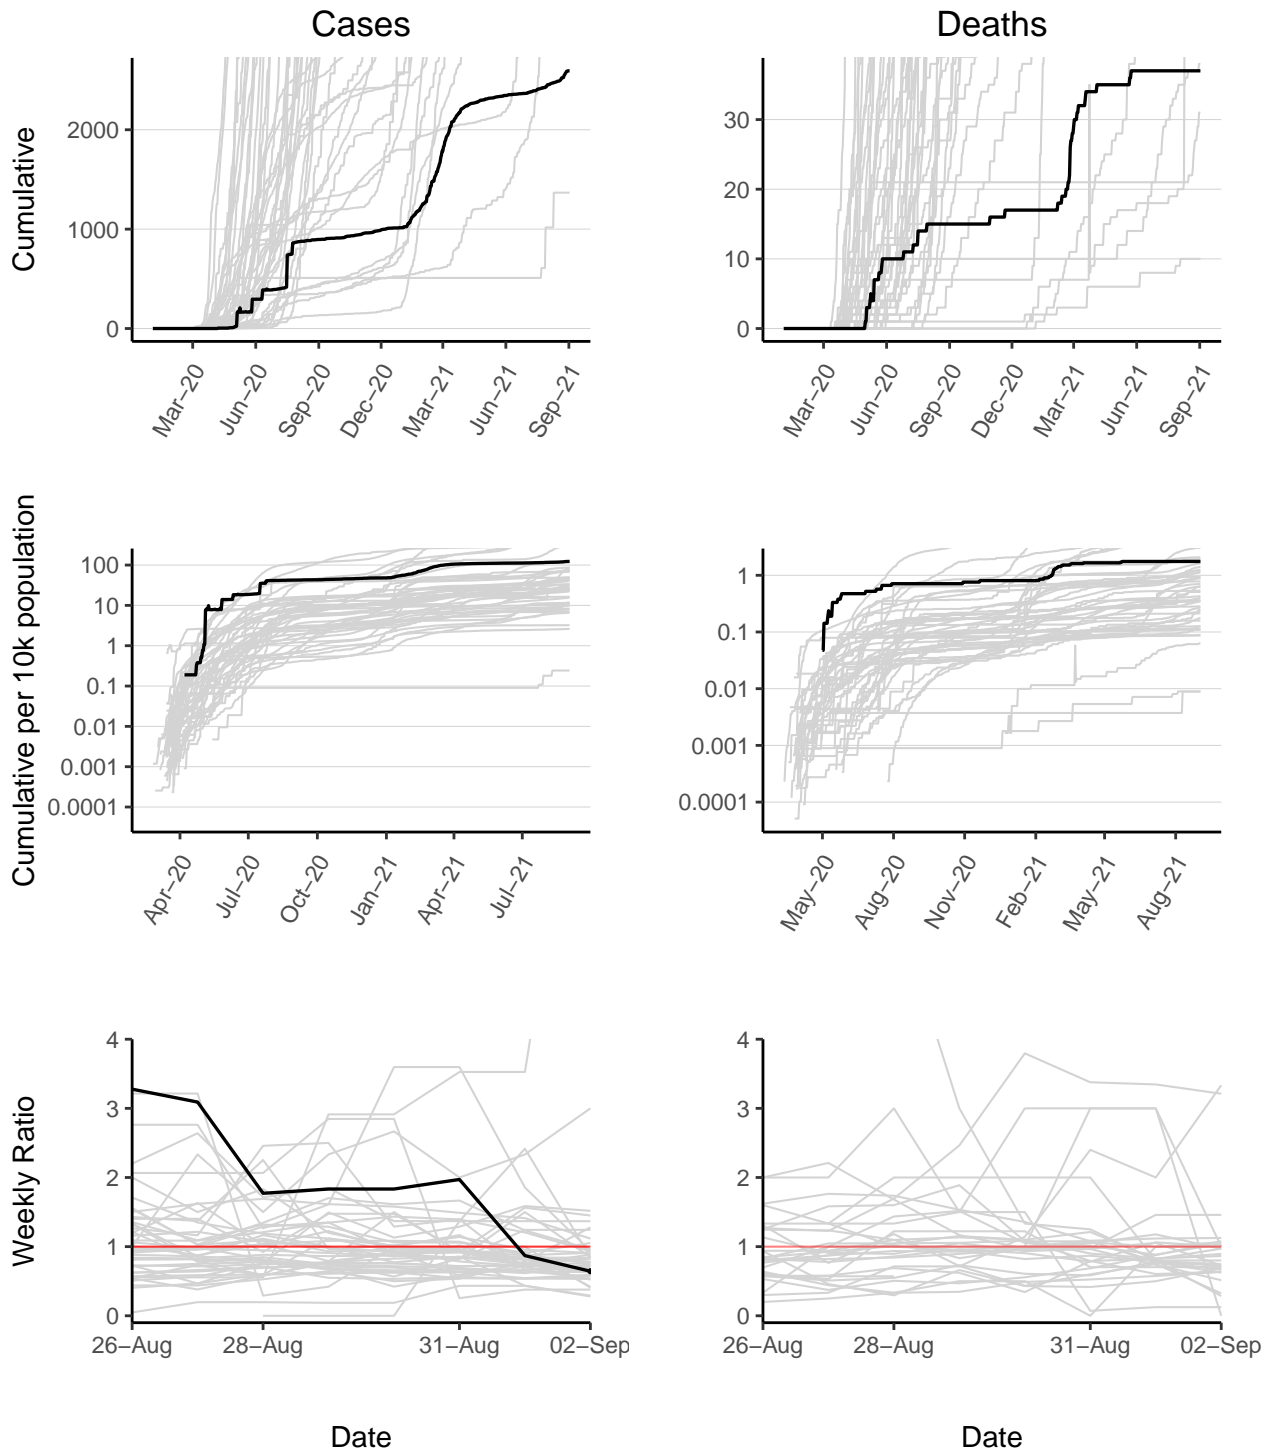 Cases
Deaths
Cumulative
2000
1000
0
Mar−20
Jun−20
Sep−20
Dec−20
Mar−21
Jun−21
Sep−21
30
20
10
0
Mar−20
Jun−20
Sep−20
Dec−20
Mar−21
Jun−21
Sep−21
Cumulative per 10k population
100
10
1
0.1
0.01
0.001
0.0001
Apr−20
Jul−20
Oct−20
Jan−21
Apr−21
Jul−21
1
0.1
0.01
0.001
0.0001
May−20
Aug−20
Nov−20
Feb−21
May−21
Aug−21
Weekly Ratio
4
3
2
1
0
26−Aug
28−Aug
31−Aug
02−Sep
4
3
2
1
0
26−Aug
28−Aug
31−Aug
02−Sep
Date
Date